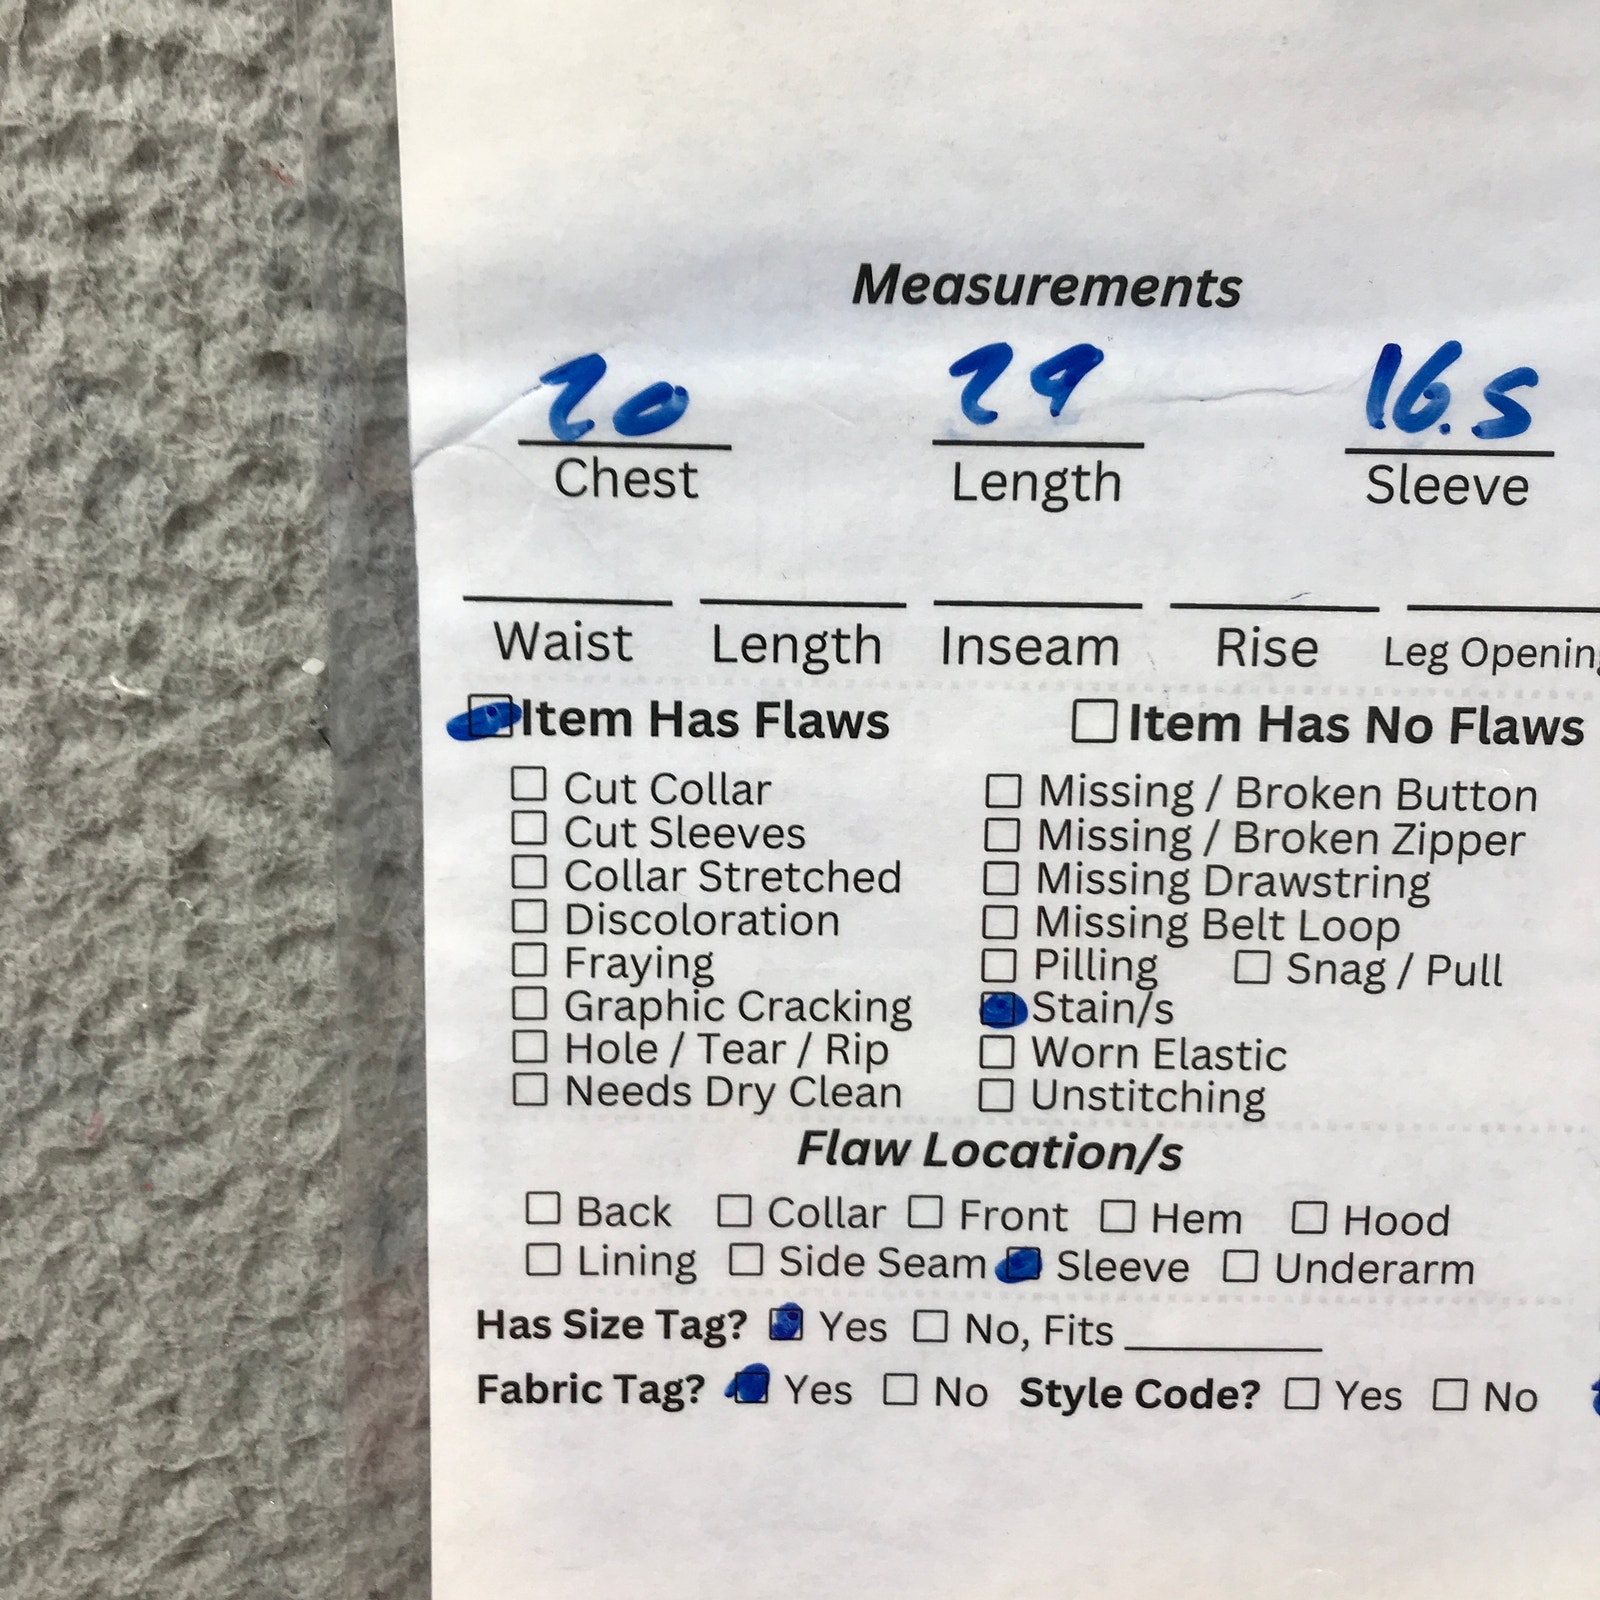 Measurements
20 29 16.5
Chest Length Sleeve
Waist Length Inseam Rise Leg Opening
Item Has Flaws Item Has No Flaws
Cut Collar Missing / Broken Button
Cut Sleeves Missing / Broken Zipper
Collar Stretched Missing Drawstring
Discoloration Missing Belt Loop
Fraying Pilling Snag / Pull
Graphic Cracking Stain/s
Hole / Tear / Rip Worn Elastic
Needs Dry Clean Unstitching
Flaw Location/s
Back Collar Front Hem Hood
Lining Side Seam Sleeve Underarm
Has Size Tag? Yes No, Fits
Fabric Tag? Yes No Style Code? Yes No